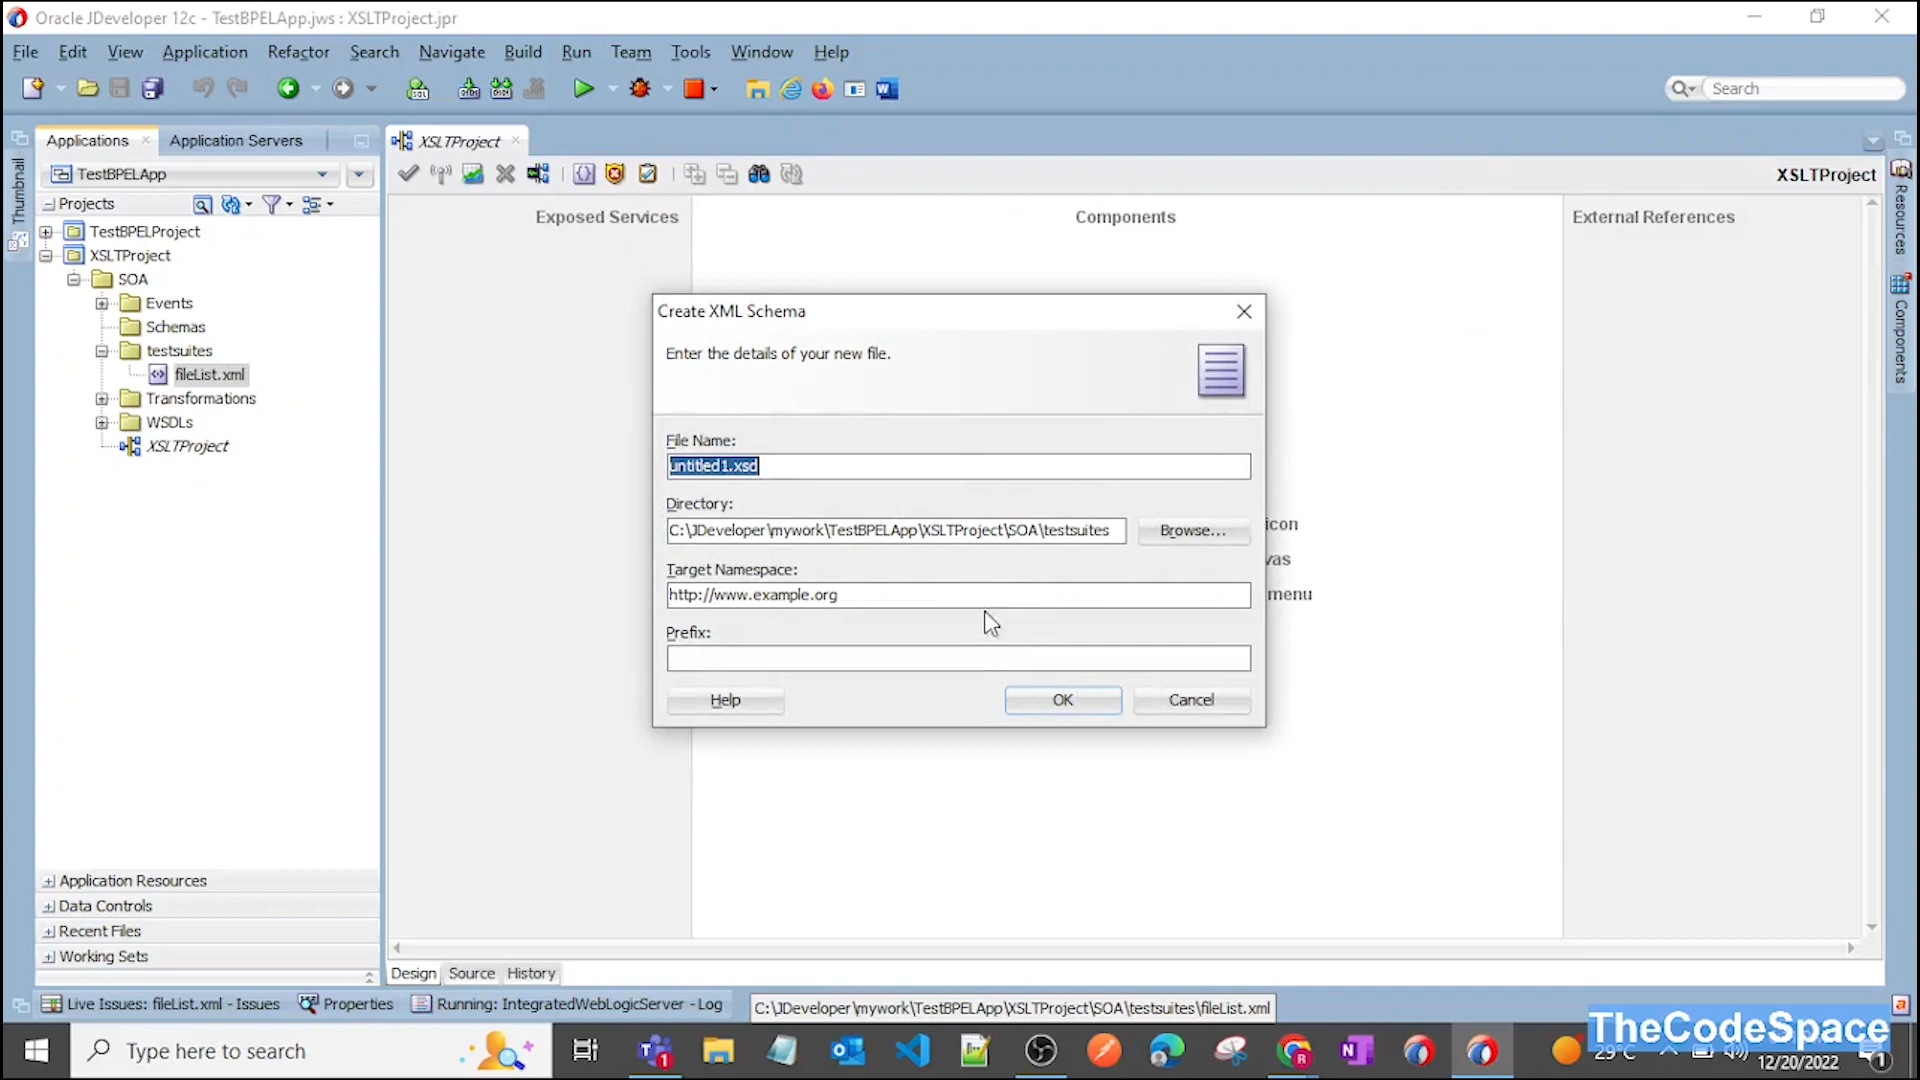 Oracle JDeveloper 12c - TestBPELApp.jws : XSLTProject.jpr
File Edit View Application Refactor Search Navigate Build Run Team Tools Window Help
Search
Applications Application Servers
XSLTProject
Thumbnail
TestBPELApp
XSLTProject
Projects
Exposed Services Components External References
TestBPELProject
XSLTProject
SOA
Events
Schemas
testsuites
fileList.xml
Transformations
WSDLs
XSLTProject
Create XML Schema
Enter the details of your new file.
File Name:
untitled1.xsd
Directory:
C:\JDeveloper\mywork\TestBPELApp\XSLTProject\SOA\testsuites
Browse...
Target Namespace:
http://www.example.org
Prefix:
Help OK Cancel
icon
vas
menu
Resources
Components
Application Resources
Data Controls
Recent Files
Working Sets
Design Source History
Live Issues: fileList.xml - Issues Properties Running: IntegratedWebLogicServer - Log
C:\JDeveloper\mywork\TestBPELApp\XSLTProject\SOA\testsuites\fileList.xml
TheCodeSpace
Type here to search
1
29°C
12/20/2022
1